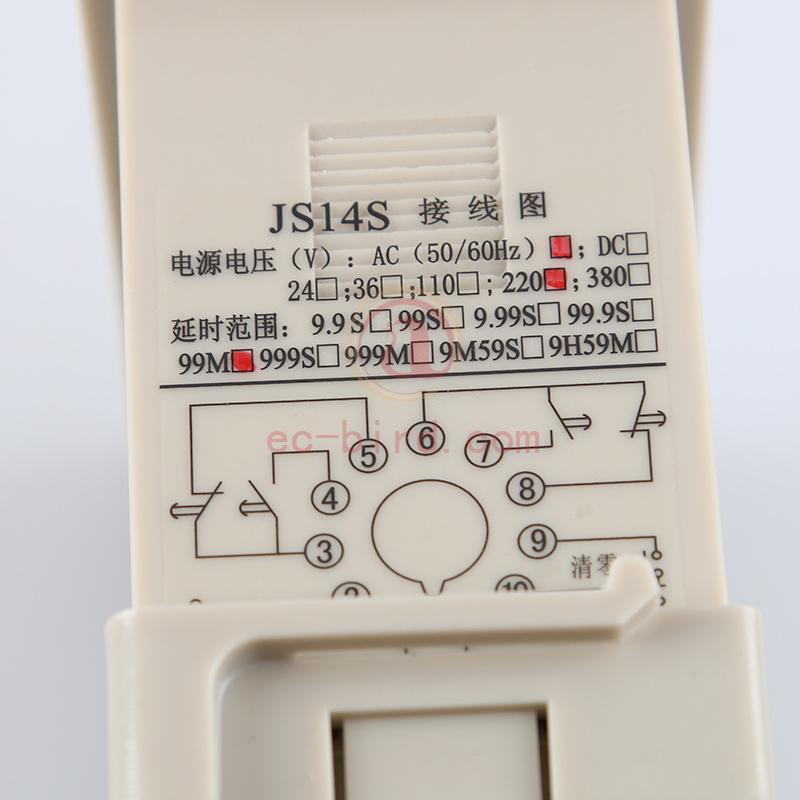 JS14S 接线图
电源电压（V）：AC（50/60Hz）■；DC□
24□；36□；110□；220■；380□
延时范围：9.9S□99S□9.99S□99.9S□
99M■999S□999M□9M59S□9H59M□
ec-bird.com
⑤ ⑥ ⑦
④ ⑧
③ ⑨
清零
② ⑩